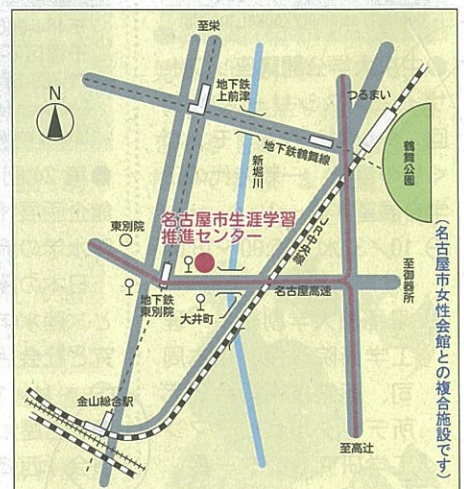 至栄
N
地下鉄
上前津
つるまい
地下鉄鶴舞線
鶴舞公園
新堀川
JR中央線
名古屋市生涯学習
推進センター
東別院
至御器所
名古屋高速
地下鉄
東別院
大井町
金山総合駅
至高辻
(名古屋市女性会館との複合施設です)